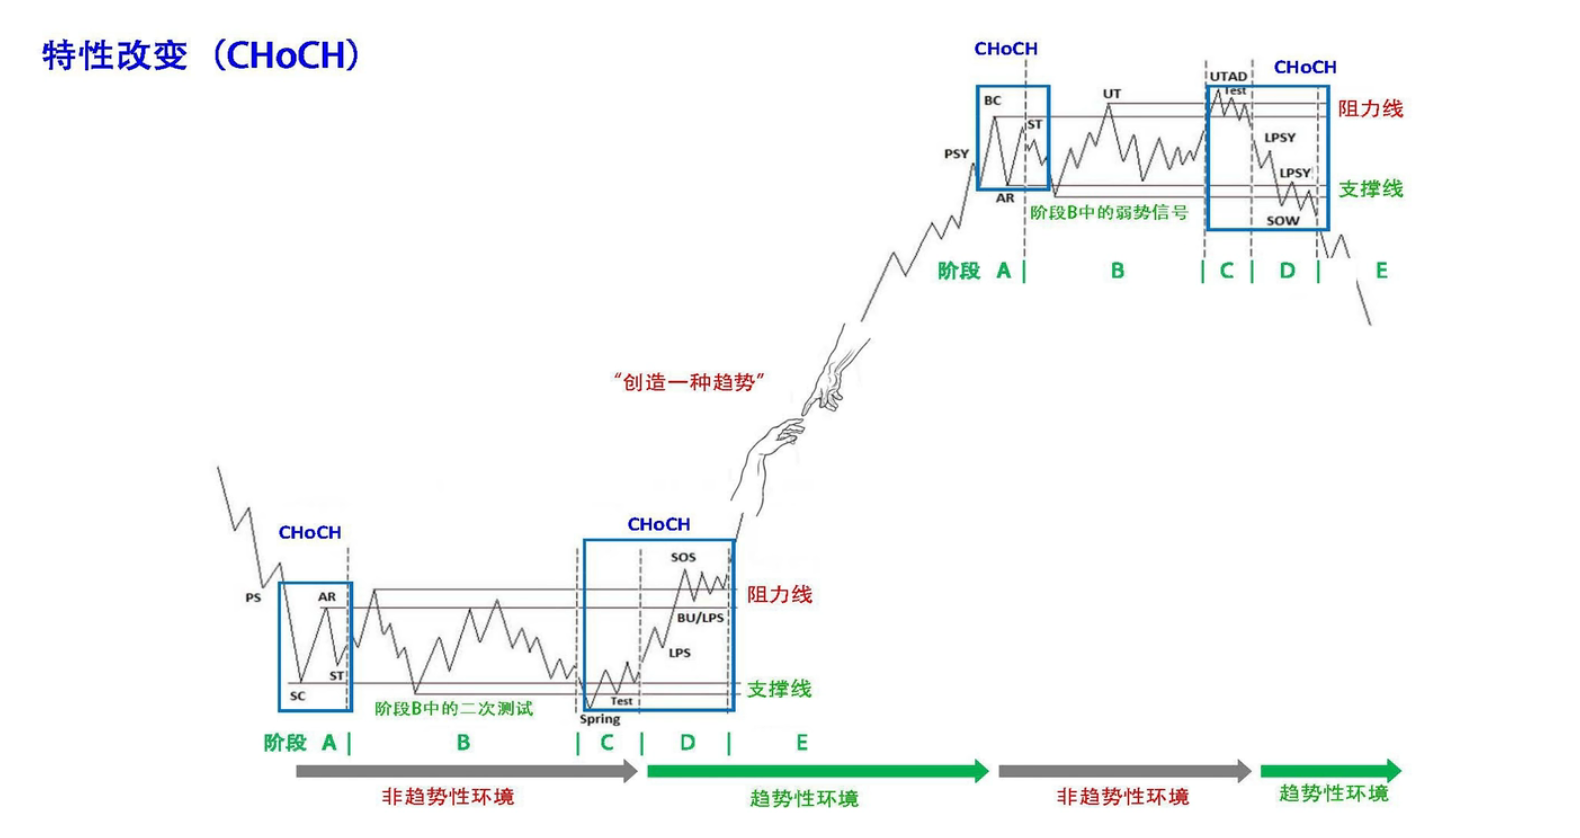 特性改变 （CHoCH）
CHoCH
CHoCH
UTAD
Test
BC
UT
阻力线
ST
LPSY
PSY
LPSY
支撑线
AR
阶段B中的弱势信号
SOW
阶段 A | B | C | D | E
“创造一种趋势”
CHoCH
CHoCH
SOS
PS
AR
阻力线
BU/LPS
LPS
ST
支撑线
SC
Test
阶段B中的二次测试
Spring
阶段 A | B | C | D | E
非趋势性环境
趋势性环境
非趋势性环境
趋势性环境